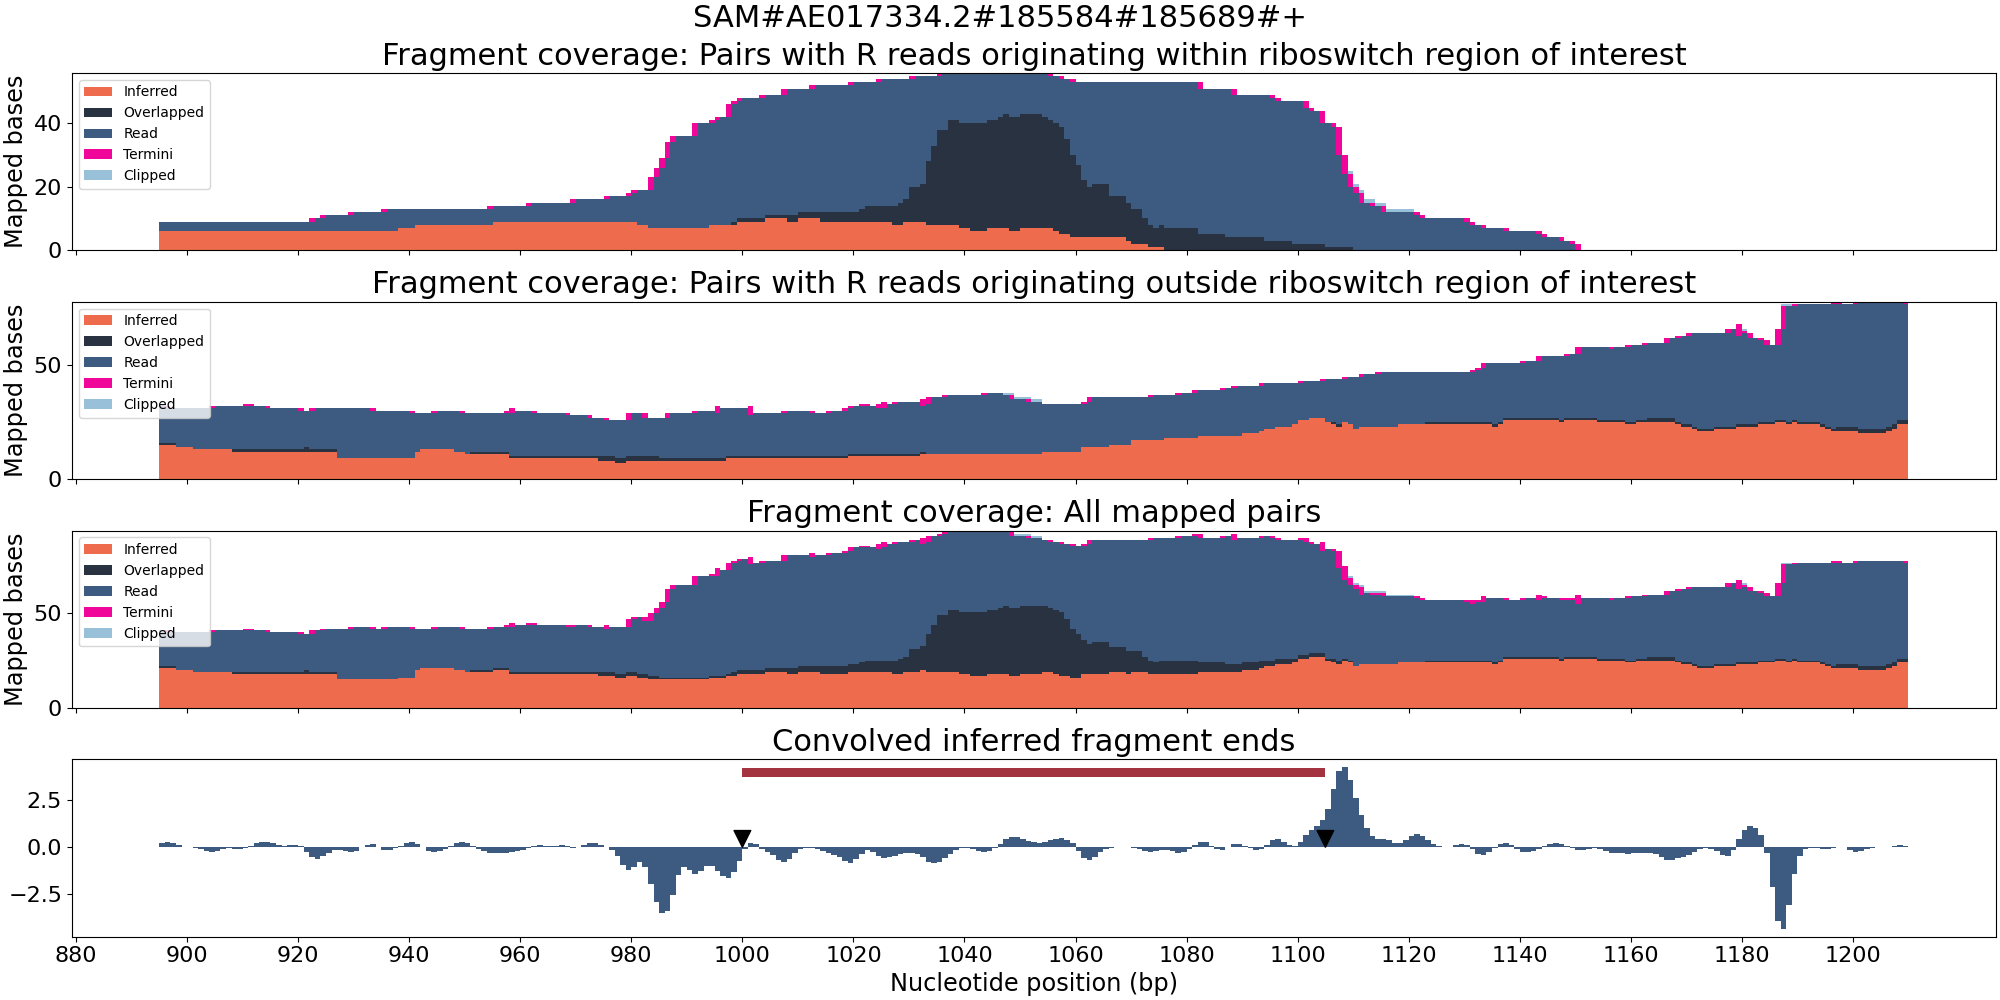 SAM#AE017334.2#185584#185689#+
Fragment coverage: Pairs with R reads originating within riboswitch region of interest
Mapped bases
40
20
0
Inferred
Overlapped
Read
Termini
Clipped
Fragment coverage: Pairs with R reads originating outside riboswitch region of interest
Mapped bases
50
0
Inferred
Overlapped
Read
Termini
Clipped
Fragment coverage: All mapped pairs
Mapped bases
50
0
Inferred
Overlapped
Read
Termini
Clipped
Convolved inferred fragment ends
2.5
0.0
−2.5
880 900 920 940 960 980 1000 1020 1040 1060 1080 1100 1120 1140 1160 1180 1200
Nucleotide position (bp)